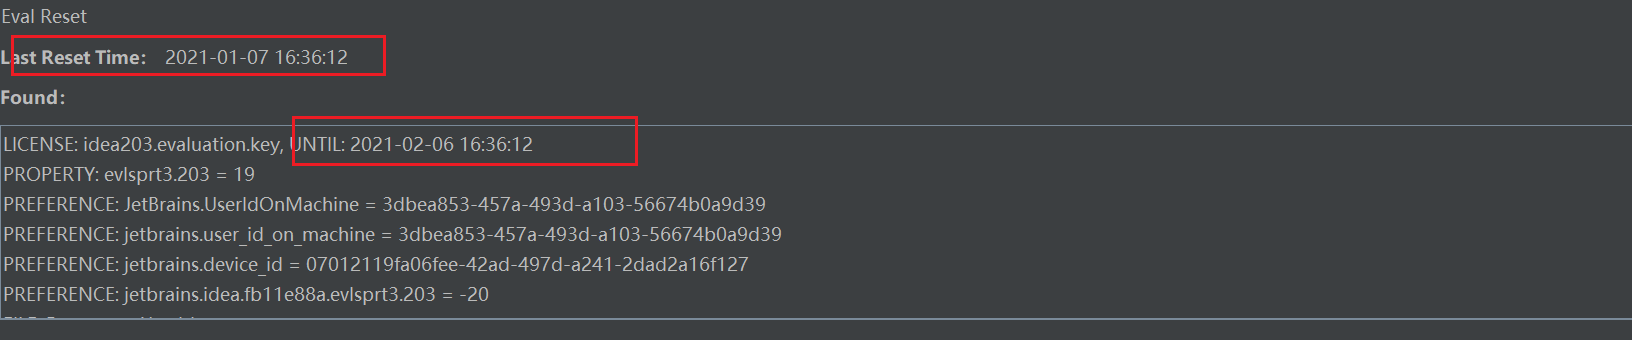 Eval Reset
Last Reset Time: 2021-01-07 16:36:12
Found:
LICENSE: idea203.evaluation.key, UNTIL: 2021-02-06 16:36:12
PROPERTY: evlsprt3.203 = 19
PREFERENCE: JetBrains.UserIdOnMachine = 3dbea853-457a-493d-a103-56674b0a9d39
PREFERENCE: jetbrains.user_id_on_machine = 3dbea853-457a-493d-a103-56674b0a9d39
PREFERENCE: jetbrains.device_id = 07012119fa06fee-42ad-497d-a241-2dad2a16f127
PREFERENCE: jetbrains.idea.fb11e88a.evlsprt3.203 = -20